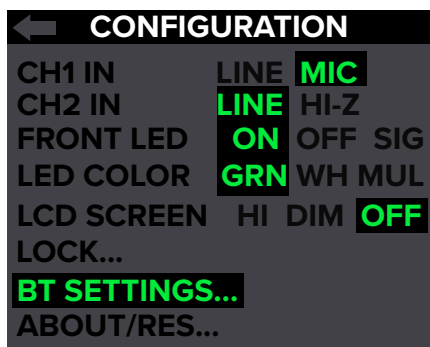 CONFIGURATION
CH1 IN LINE MIC
CH2 IN LINE HI-Z
FRONT LED ON OFF SIG
LED COLOR GRN WH MUL
LCD SCREEN HI DIM OFF
LOCK...
BT SETTINGS...
ABOUT/RES...